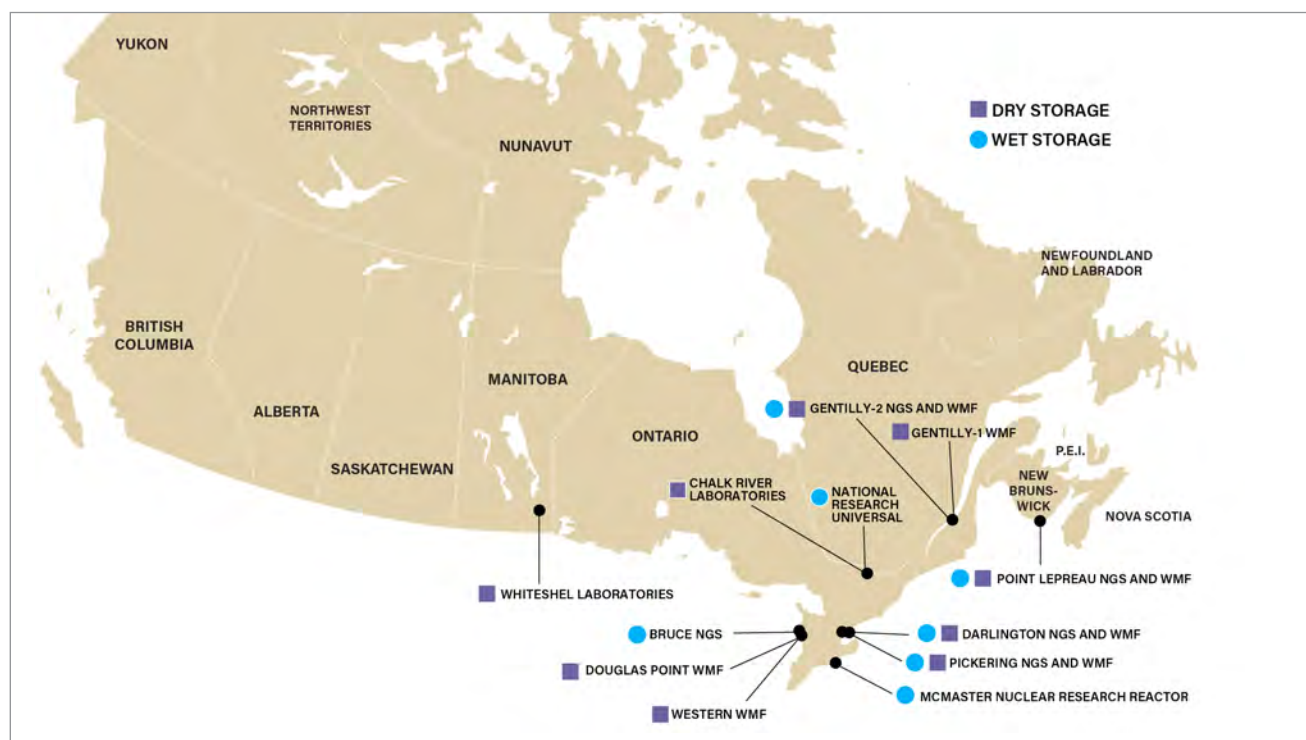 YUKON
NORTHWEST
TERRITORIES
NUNAVUT
DRY STORAGE
WET STORAGE
NEWFOUNDLAND
AND LABRADOR
BRITISH
COLUMBIA
ALBERTA
SASKATCHEWAN
MANITOBA
ONTARIO
QUEBEC
GENTILLY-2 NGS AND WMF
GENTILLY-1 WMF
P.E.I.
NEW
BRUNS-
WICK
NOVA SCOTIA
CHALK RIVER
LABORATORIES
NATIONAL
RESEARCH
UNIVERSAL
POINT LEPREAU NGS AND WMF
WHITESHEL LABORATORIES
BRUCE NGS
DARLINGTON NGS AND WMF
DOUGLAS POINT WMF
PICKERING NGS AND WMF
MCMASTER NUCLEAR RESEARCH REACTOR
WESTERN WMF